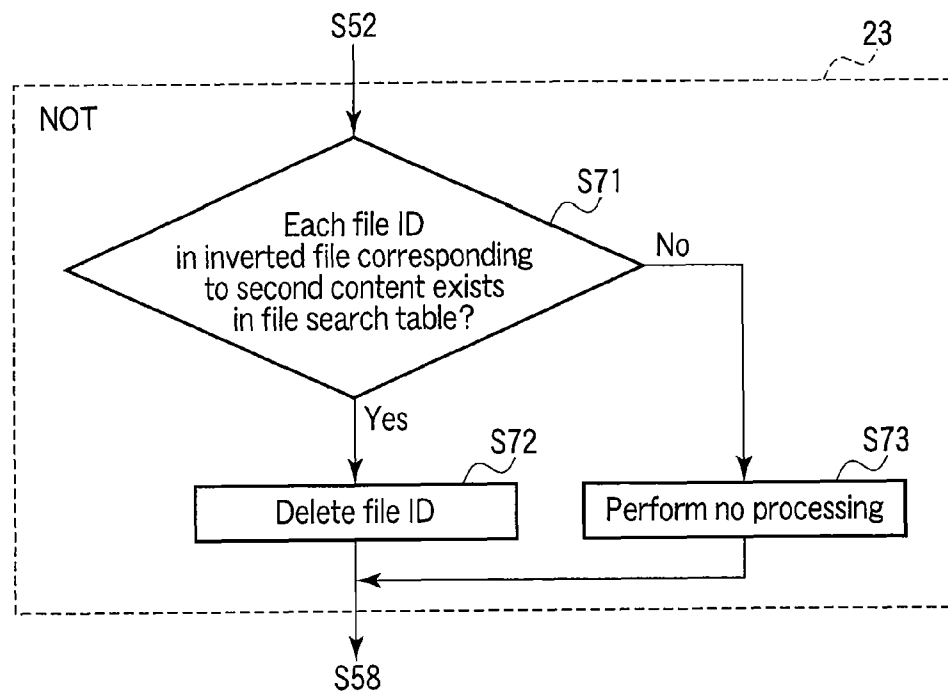 S52
23
NOT
S71
Each file ID
in inverted file corresponding
to second content exists
in file search table?
No
Yes
S72
S73
Delete file ID
Perform no processing
S58